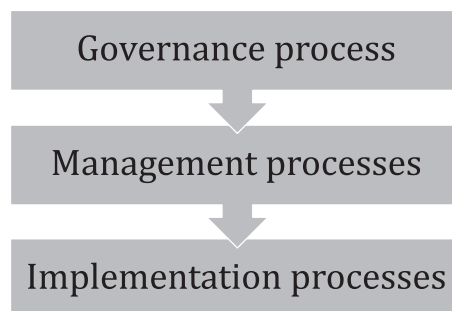 Governance process
Management processes
Implementation processes